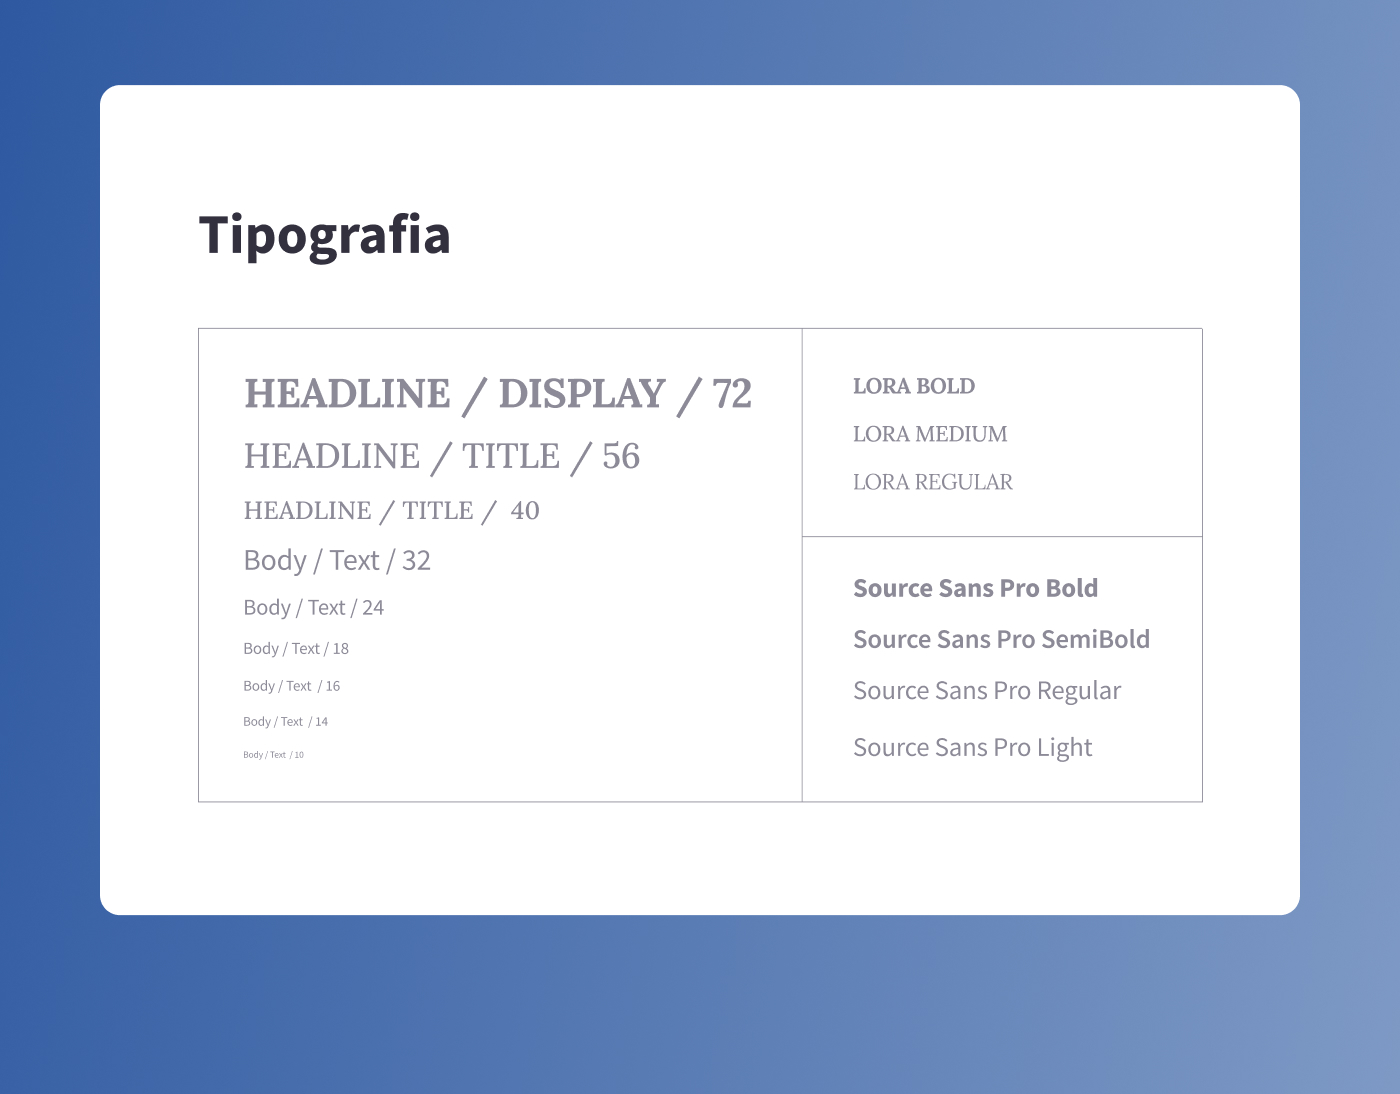 Tipografia
HEADLINE / DISPLAY / 72
HEADLINE / TITLE / 56
HEADLINE / TITLE / 40
Body / Text / 32
Body / Text / 24
Body / Text / 18
Body / Text / 16
Body / Text / 14
Body / Text / 10
LORA BOLD
LORA MEDIUM
LORA REGULAR
Source Sans Pro Bold
Source Sans Pro SemiBold
Source Sans Pro Regular
Source Sans Pro Light